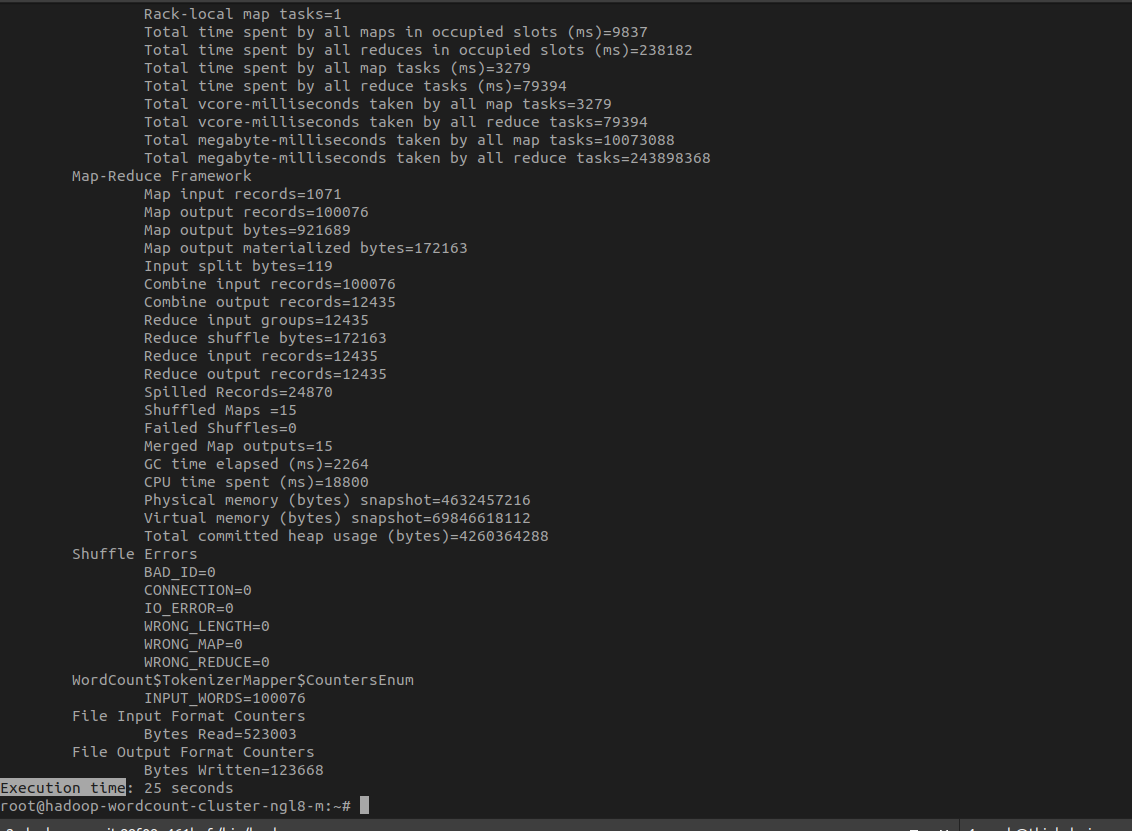 Rack-local map tasks=1
Total time spent by all maps in occupied slots (ms)=9837
Total time spent by all reduces in occupied slots (ms)=238182
Total time spent by all map tasks (ms)=3279
Total time spent by all reduce tasks (ms)=79394
Total vcore-milliseconds taken by all map tasks=3279
Total vcore-milliseconds taken by all reduce tasks=79394
Total megabyte-milliseconds taken by all map tasks=10073088
Total megabyte-milliseconds taken by all reduce tasks=243898368
Map-Reduce Framework
Map input records=1071
Map output records=100076
Map output bytes=921689
Map output materialized bytes=172163
Input split bytes=119
Combine input records=100076
Combine output records=12435
Reduce input groups=12435
Reduce shuffle bytes=172163
Reduce input records=12435
Reduce output records=12435
Spilled Records=24870
Shuffled Maps =15
Failed Shuffles=0
Merged Map outputs=15
GC time elapsed (ms)=2264
CPU time spent (ms)=18800
Physical memory (bytes) snapshot=4632457216
Virtual memory (bytes) snapshot=69846618112
Total committed heap usage (bytes)=4260364288
Shuffle Errors
BAD_ID=0
CONNECTION=0
IO_ERROR=0
WRONG_LENGTH=0
WRONG_MAP=0
WRONG_REDUCE=0
WordCount$TokenizerMapper$CountersEnum
INPUT_WORDS=100076
File Input Format Counters
Bytes Read=523003
File Output Format Counters
Bytes Written=123668
Execution time: 25 seconds
root@hadoop-wordcount-cluster-ngl8-m:~#